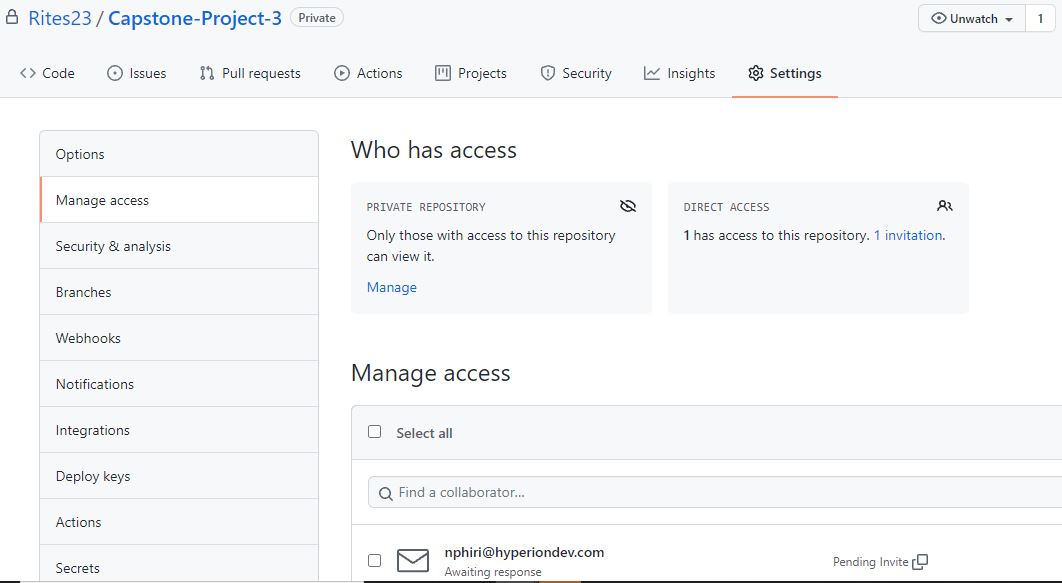 Rites23 / Capstone-Project-3 Private
Unwatch 1
Code Issues Pull requests Actions Projects Security Insights Settings
Options
Manage access
Security & analysis
Branches
Webhooks
Notifications
Integrations
Deploy keys
Actions
Secrets
Who has access
PRIVATE REPOSITORY
Only those with access to this repository
can view it.
Manage
DIRECT ACCESS
1 has access to this repository. 1 invitation.
Manage access
Select all
Find a collaborator...
nphiri@hyperiondev.com
Awaiting response
Pending Invite